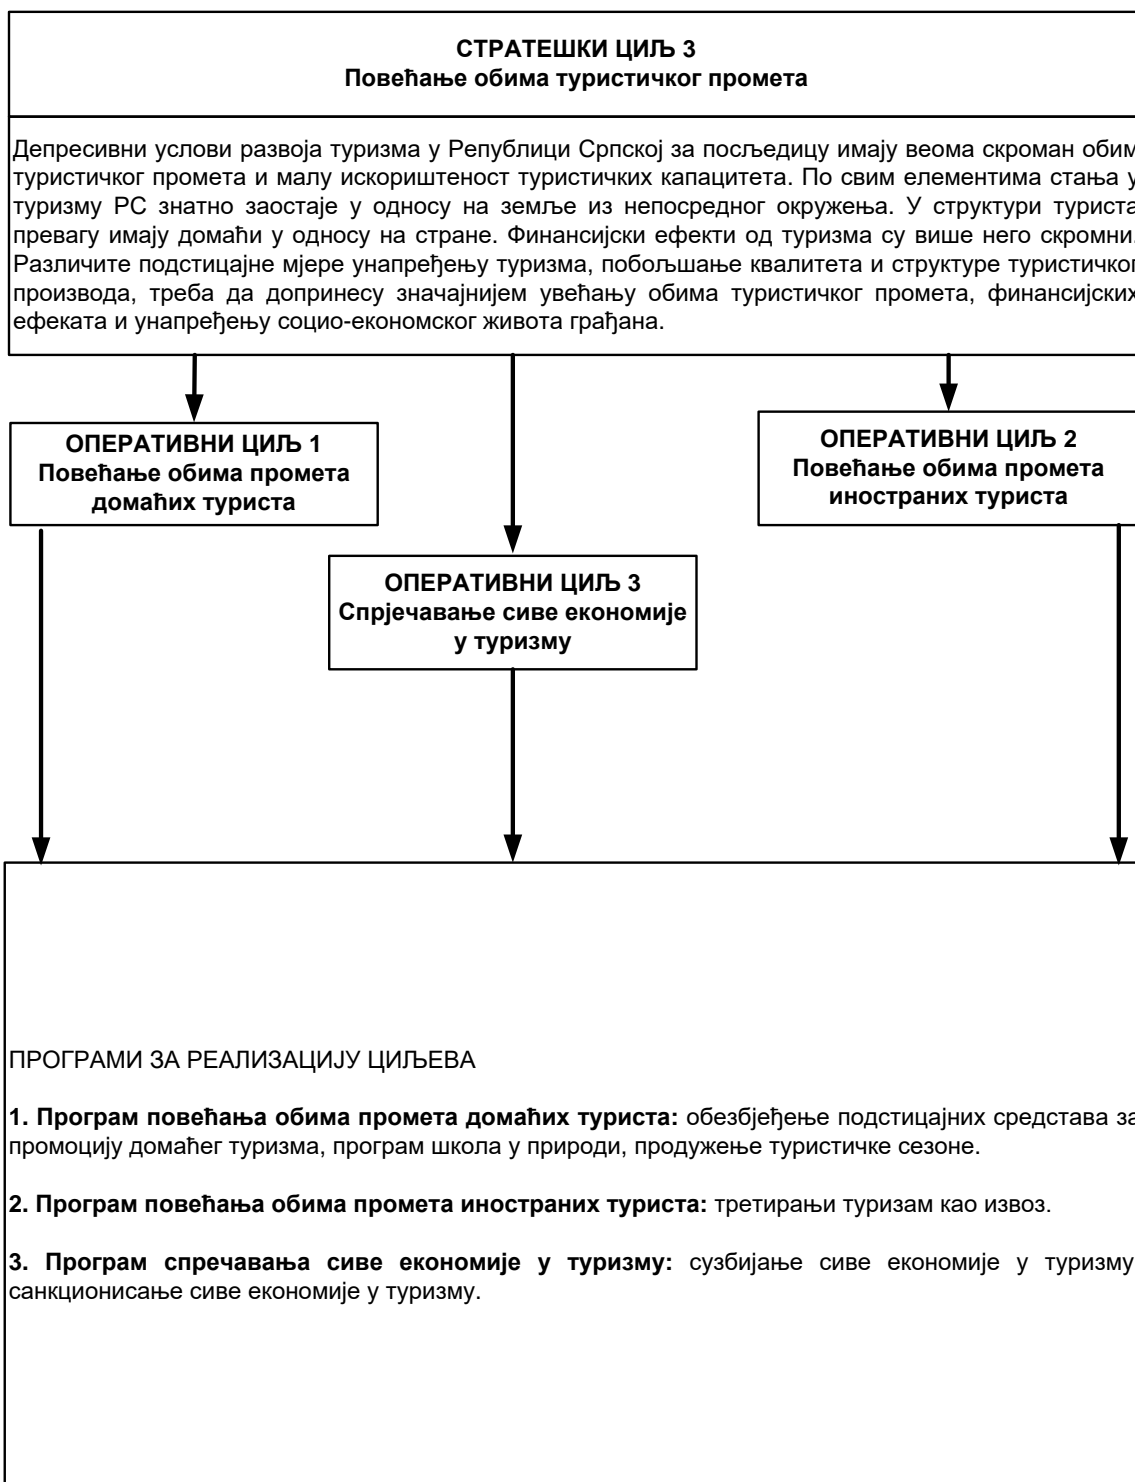 СТРАТЕШКИ ЦИЉ 3
Повећање обима туристичког промета
Депресивни услови развоја туризма у Републици Српској за посљедицу имају веома скроман обим
туристичког промета и малу искориштеност туристичких капацитета. По свим елементима стања у
туризму РС знатно заостаје у односу на земље из непосредног окружења. У структури туриста
превагу имају домаћи у односу на стране. Финансијски ефекти од туризма су више него скромни.
Различите подстицајне мјере унапређењу туризма, побољшање квалитета и структуре туристичког
производа, треба да допринесу значајнијем увећању обима туристичког промета, финансијских
ефеката и унапређењу социо-економског живота грађана.
ОПЕРАТИВНИ ЦИЉ 1
Повећање обима промета
домаћих туриста
ОПЕРАТИВНИ ЦИЉ 2
Повећање обима промета
иностраних туриста
ОПЕРАТИВНИ ЦИЉ 3
Спрјечавање сиве економије
у туризму
ПРОГРАМИ ЗА РЕАЛИЗАЦИЈУ ЦИЉЕВА
1. Програм повећања обима промета домаћих туриста: обезбјеђење подстицајних средстава за
промоцију домаћег туризма, програм школа у природи, продужење туристичке сезоне.
2. Програм повећања обима промета иностраних туриста: третирањи туризам као извоз.
3. Програм спречавања сиве економије у туризму: сузбијање сиве економије у туризму
санкционисање сиве економије у туризму.